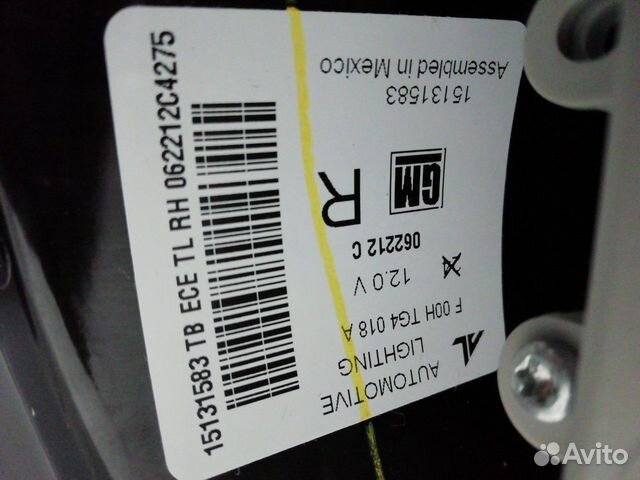 15131583 TB ECE TL RH 062212C4275
AUTOMOTIVE
LIGHTING
AL
F 00H TG4 018 A
12.0 V
062212 C
R
GM
15131583
Assembled in Mexico
Avito